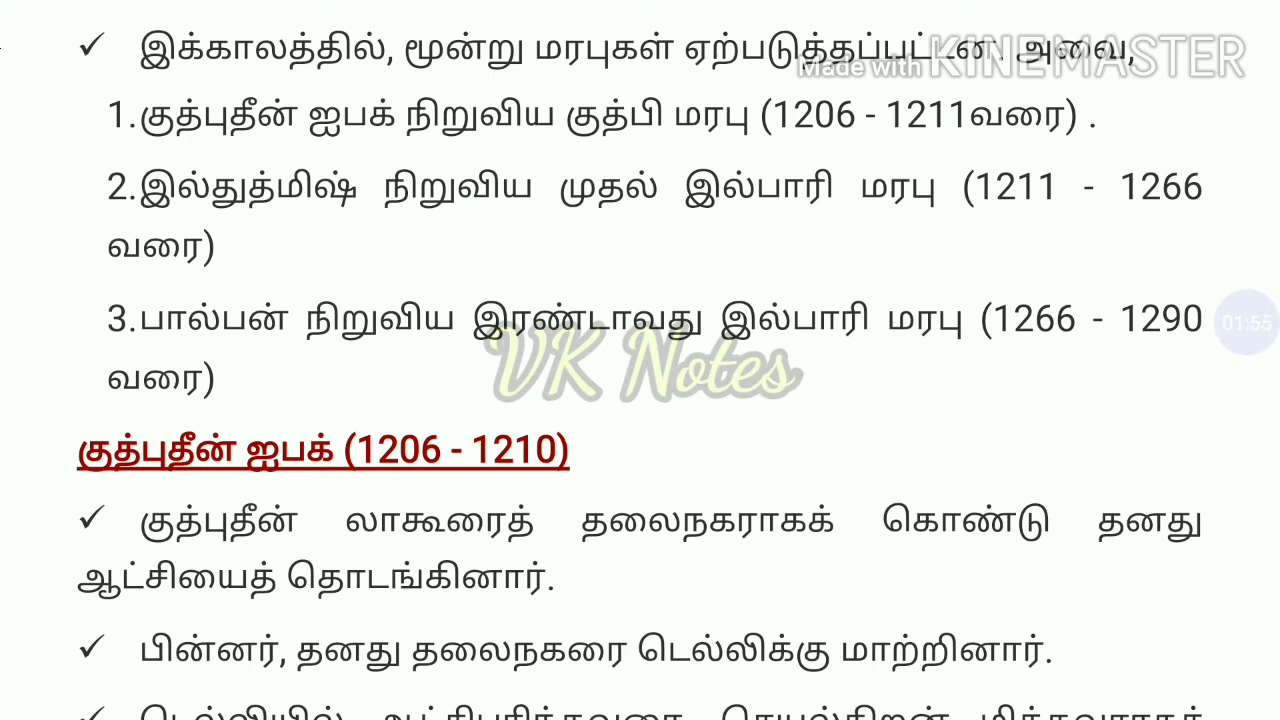 ✓ இக்காலத்தில், மூன்று மரபுகள் ஏற்படுத்தப்பட்டன. அவை,
Made with KINEMASTER
1.குத்புதீன் ஐபக் நிறுவிய குத்பி மரபு (1206 - 1211வரை) .
2.இல்துத்மிஷ் நிறுவிய முதல் இல்பாரி மரபு (1211 - 1266
வரை)
3.பால்பன் நிறுவிய இரண்டாவது இல்பாரி மரபு (1266 - 1290
01:55
வரை)
VK Notes
குத்புதீன் ஐபக் (1206 - 1210)
✓ குத்புதீன் லாகூரைத் தலைநகராகக் கொண்டு தனது
ஆட்சியைத் தொடங்கினார்.
✓ பின்னர், தனது தலைநகரை டெல்லிக்கு மாற்றினார்.